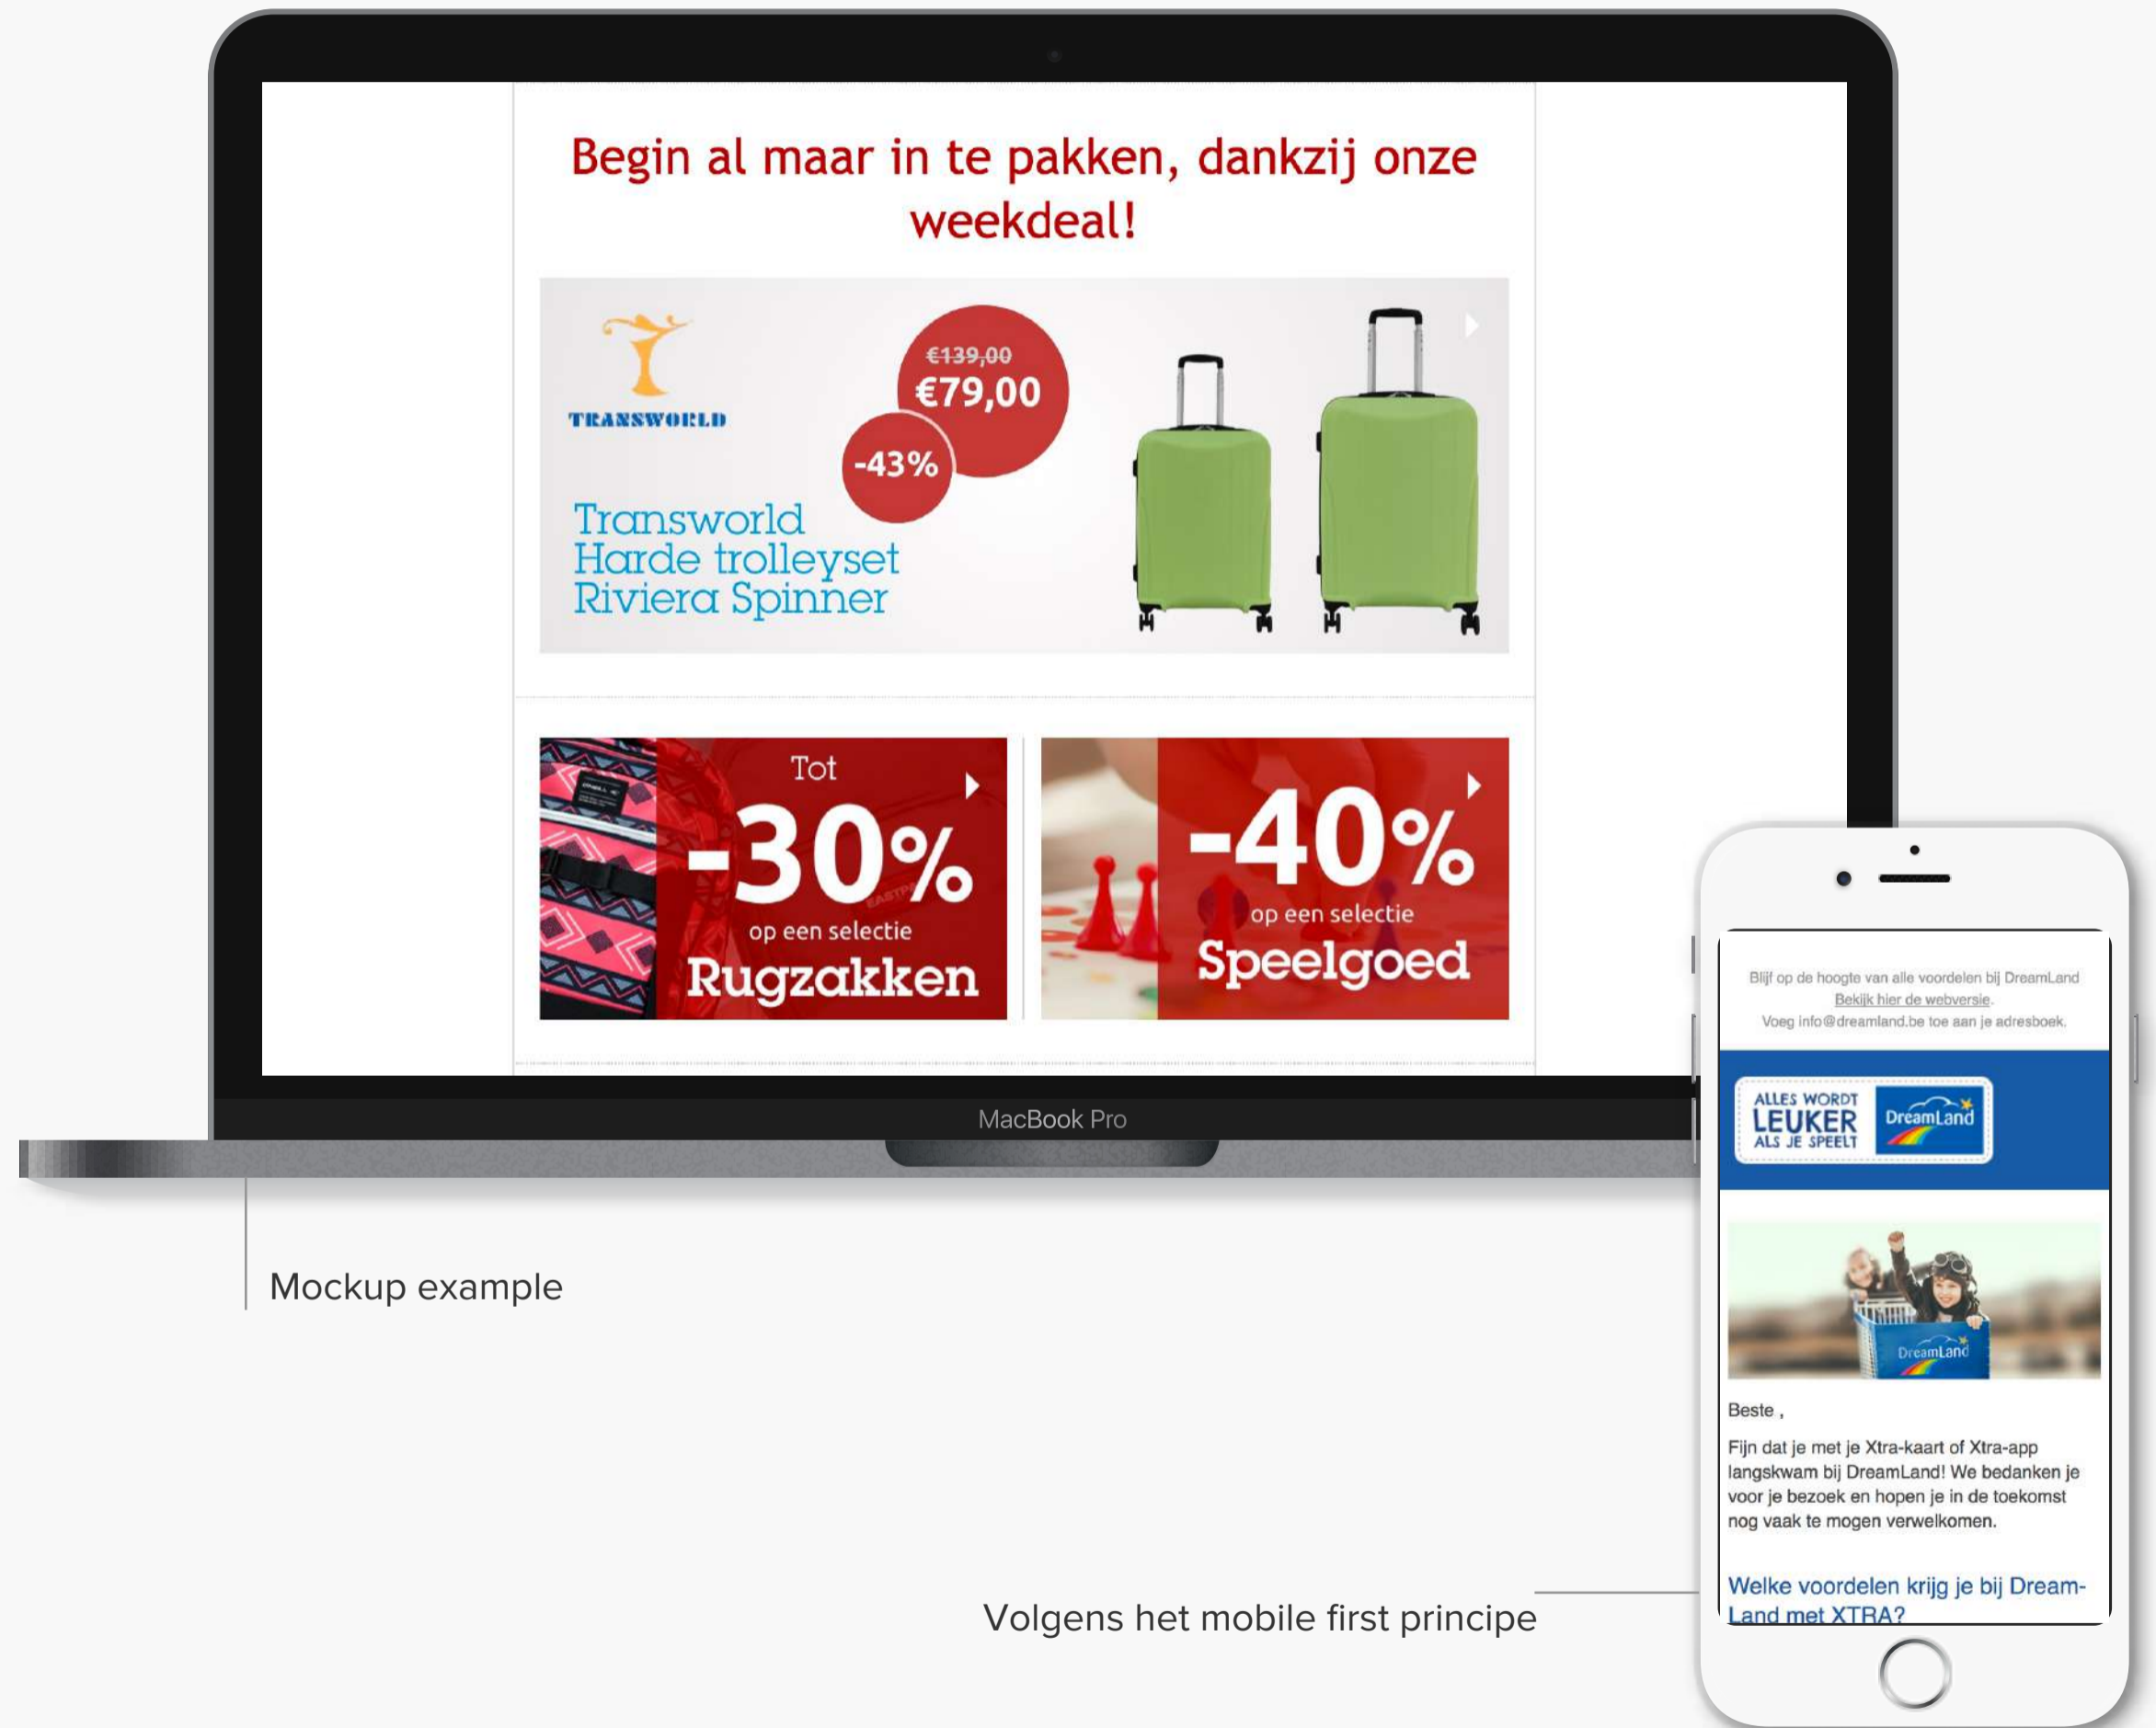 Begin al maar in te pakken, dankzij onze
weekdeal!
TRANSWORLD
€139,00
€79,00
-43%
Transworld
Harde trolleyset
Riviera Spinner
Tot
-30%
op een selectie
Rugzakken
EASTPA
-40%
op een selectie
Speelgoed
MacBook Pro
Mockup example
Blijf op de hoogte van alle voordelen bij DreamLand
Bekijk hier de webversie.
Voeg info@dreamland.be toe aan je adresboek.
ALLES WORDT
LEUKER
ALS JE SPEELT
DreamLand
DreamLand
Beste ,
Fijn dat je met je Xtra-kaart of Xtra-app
langskwam bij DreamLand! We bedanken je
voor je bezoek en hopen je in de toekomst
nog vaak te mogen verwelkomen.
Welke voordelen krijg je bij Dream-
Land met XTRA?
Volgens het mobile first principe